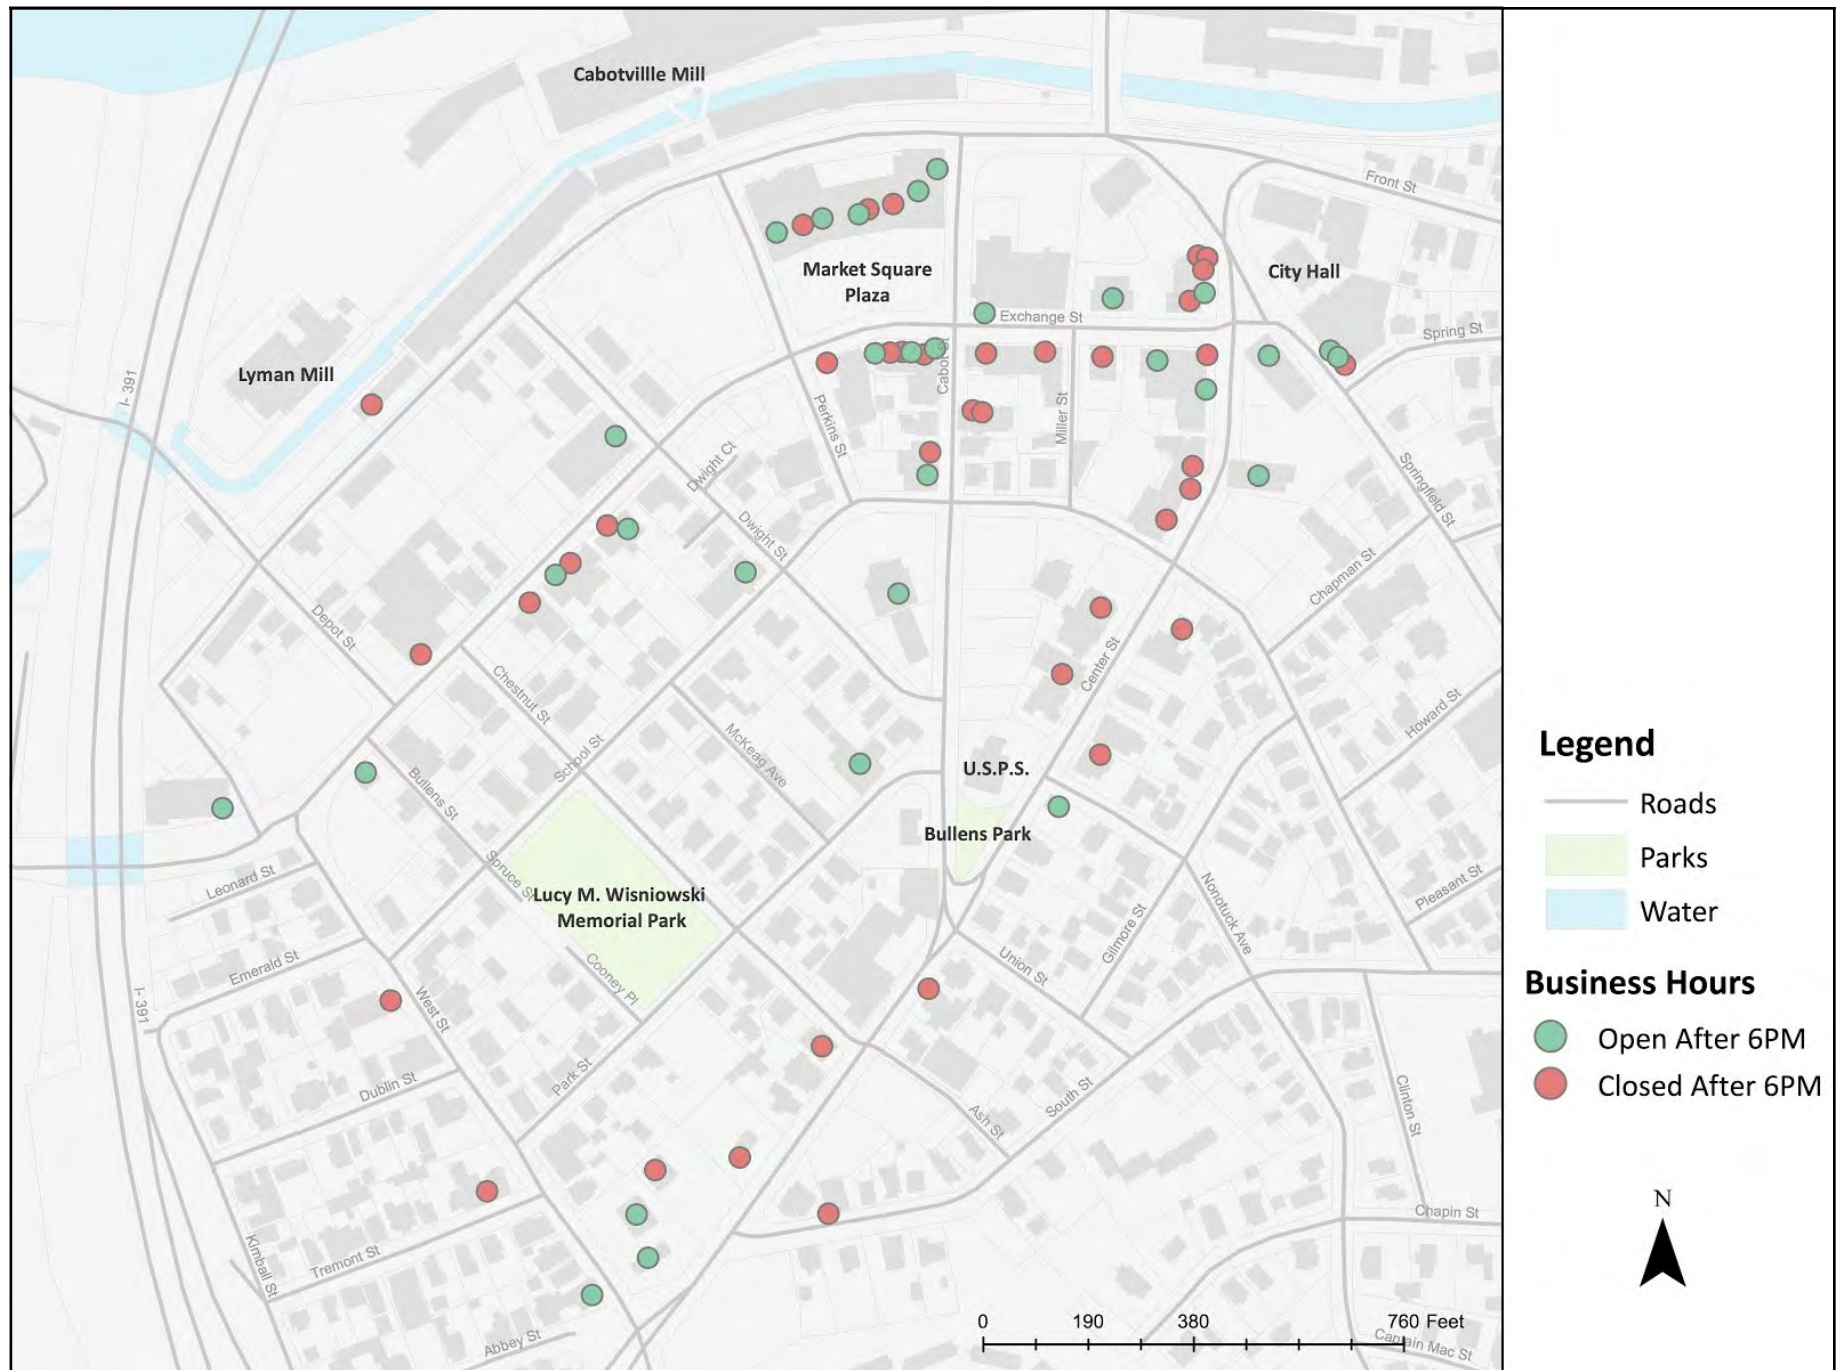 Cabotvillle Mill
Front St
Market Square
Plaza
City Hall
Exchange St
Spring St
Lyman Mill
I- 391
Cabot St
Perkins St
Miller St
Dwight Ct
Springfield St
Dwight St
Chapman St
Depot St
Center St
Chestnut St
Howard St
School St
McKeag Ave
U.S.P.S.
Bullens St
Bullens Park
Leonard St
Spruce St
Lucy M. Wisniowski
Memorial Park
Nonotuck Ave
Pleasant St
Gilmore St
Emerald St
Cooney Pl
Union St
I- 391
West St
Dublin St
Park St
South St
Ash St
Clinton St
Chapin St
Kimball St
Tremont St
Abbey St
Captain Mac St
0 190 380 760 Feet
Legend
Roads
Parks
Water
Business Hours
Open After 6PM
Closed After 6PM
N